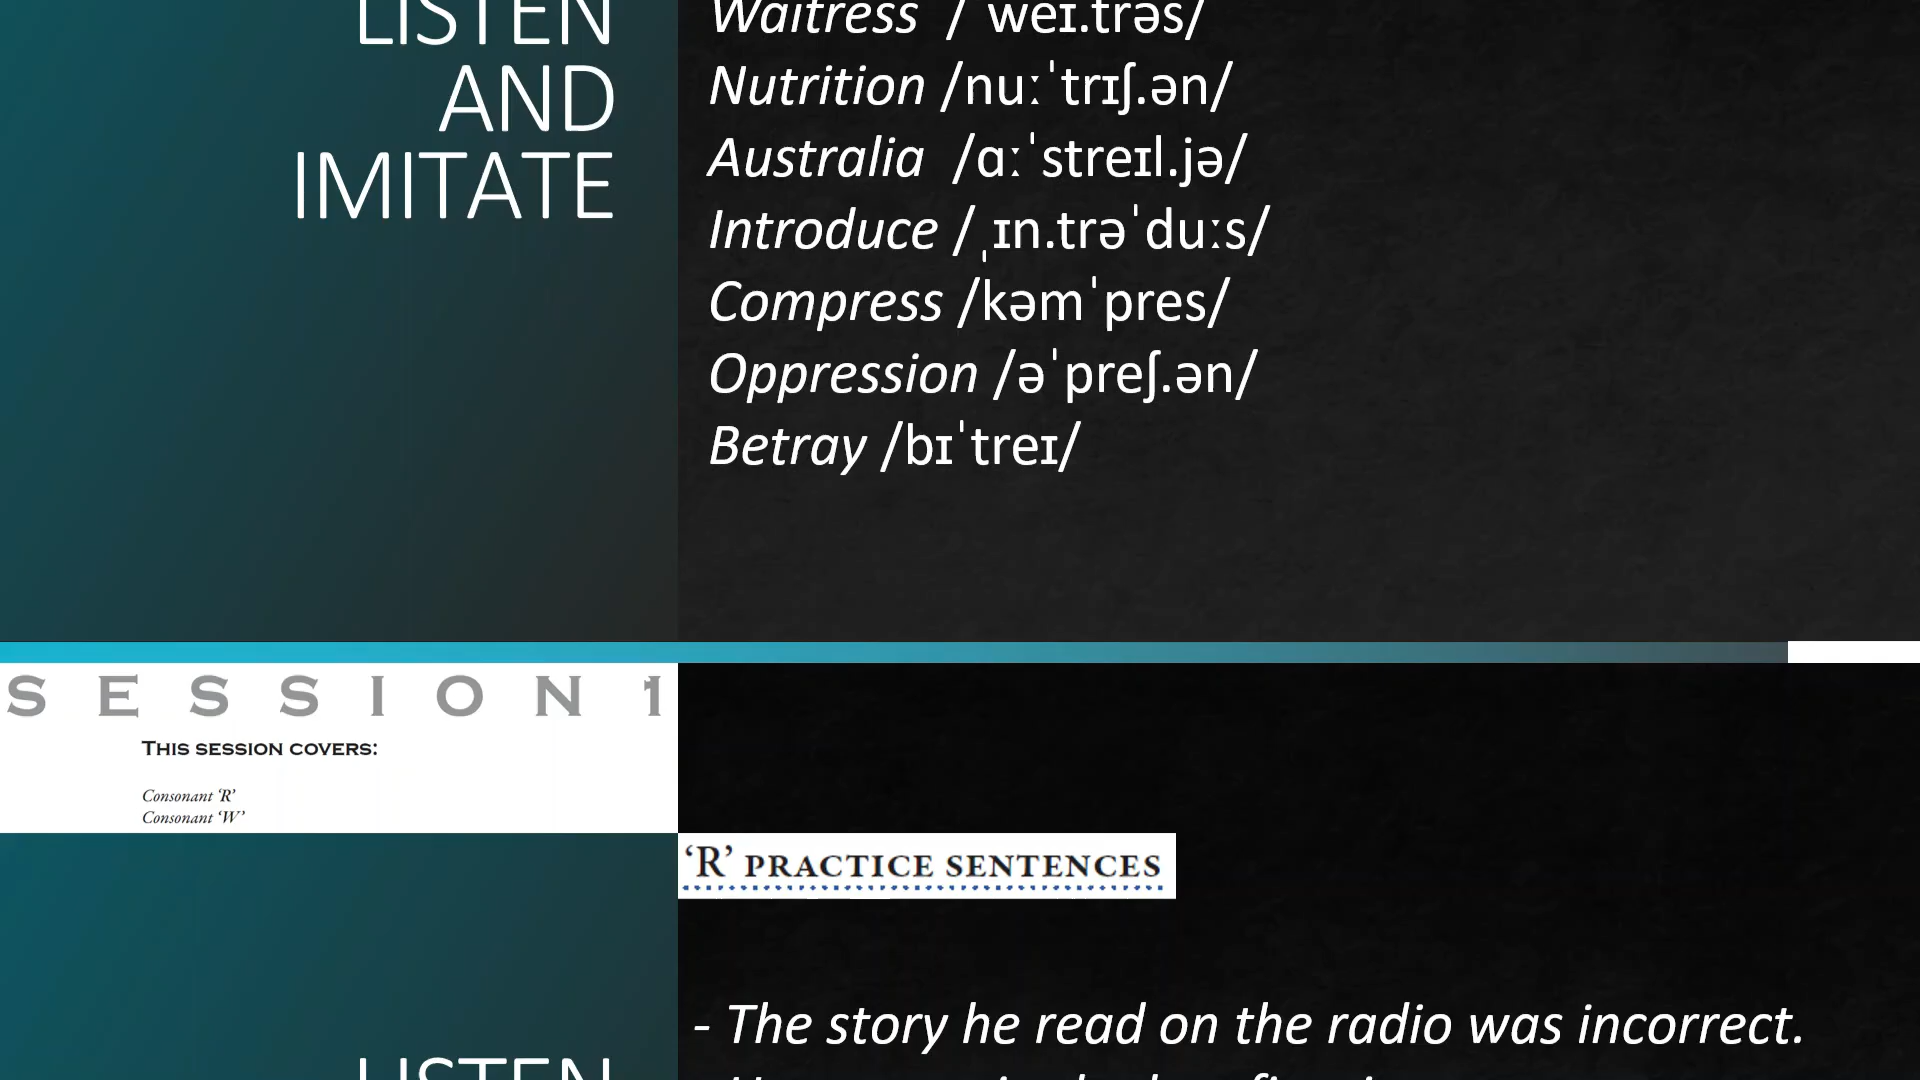 LISTEN
AND
IMITATE
Waitress /ˈweɪ.trəs/
Nutrition /nuːˈtrɪʃ.ən/
Australia /ɑːˈstreɪl.jə/
Introduce /ˌɪn.trəˈduːs/
Compress /kəmˈpres/
Oppression /əˈpreʃ.ən/
Betray /bɪˈtreɪ/
SESSION 1
THIS SESSION COVERS:
Consonant ‘R’
Consonant ‘W’
‘R’ PRACTICE SENTENCES
- The story he read on the radio was incorrect.
LISTEN